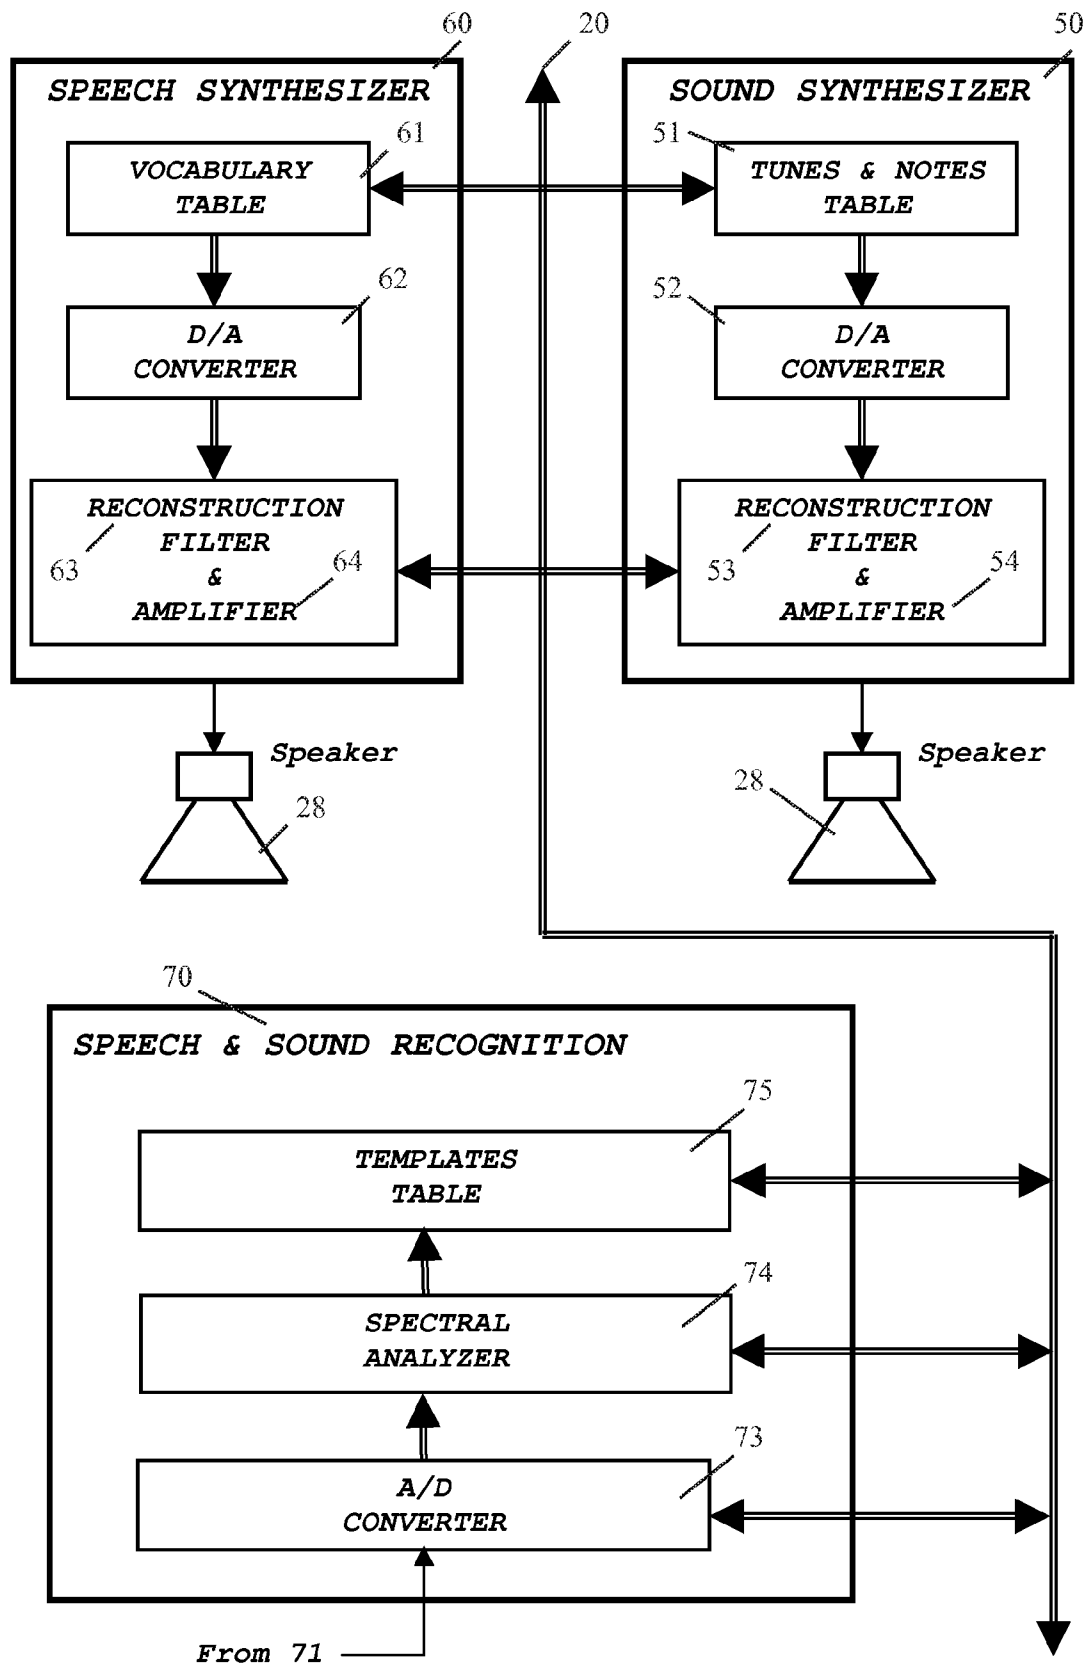 60
20
50
SPEECH SYNTHESIZER
SOUND SYNTHESIZER
61
51
VOCABULARY
TABLE
TUNES & NOTES
TABLE
62
52
D/A
CONVERTER
D/A
CONVERTER
RECONSTRUCTION
FILTER
&
AMPLIFIER
63
64
RECONSTRUCTION
FILTER
&
AMPLIFIER
53
54
Speaker
Speaker
28
28
70
SPEECH & SOUND RECOGNITION
75
TEMPLATES
TABLE
74
SPECTRAL
ANALYZER
73
A/D
CONVERTER
From 71